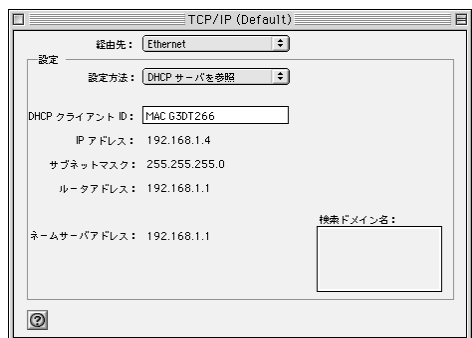 TCP/IP (Default)
経由先： Ethernet
設定
設定方法： DHCP サーバを参照
DHCP クライアント ID： MAC G3DT266
IP アドレス： 192.168.1.4
サブネットマスク： 255.255.255.0
ルータアドレス： 192.168.1.1
検索ドメイン名：
ネームサーバアドレス： 192.168.1.1
?